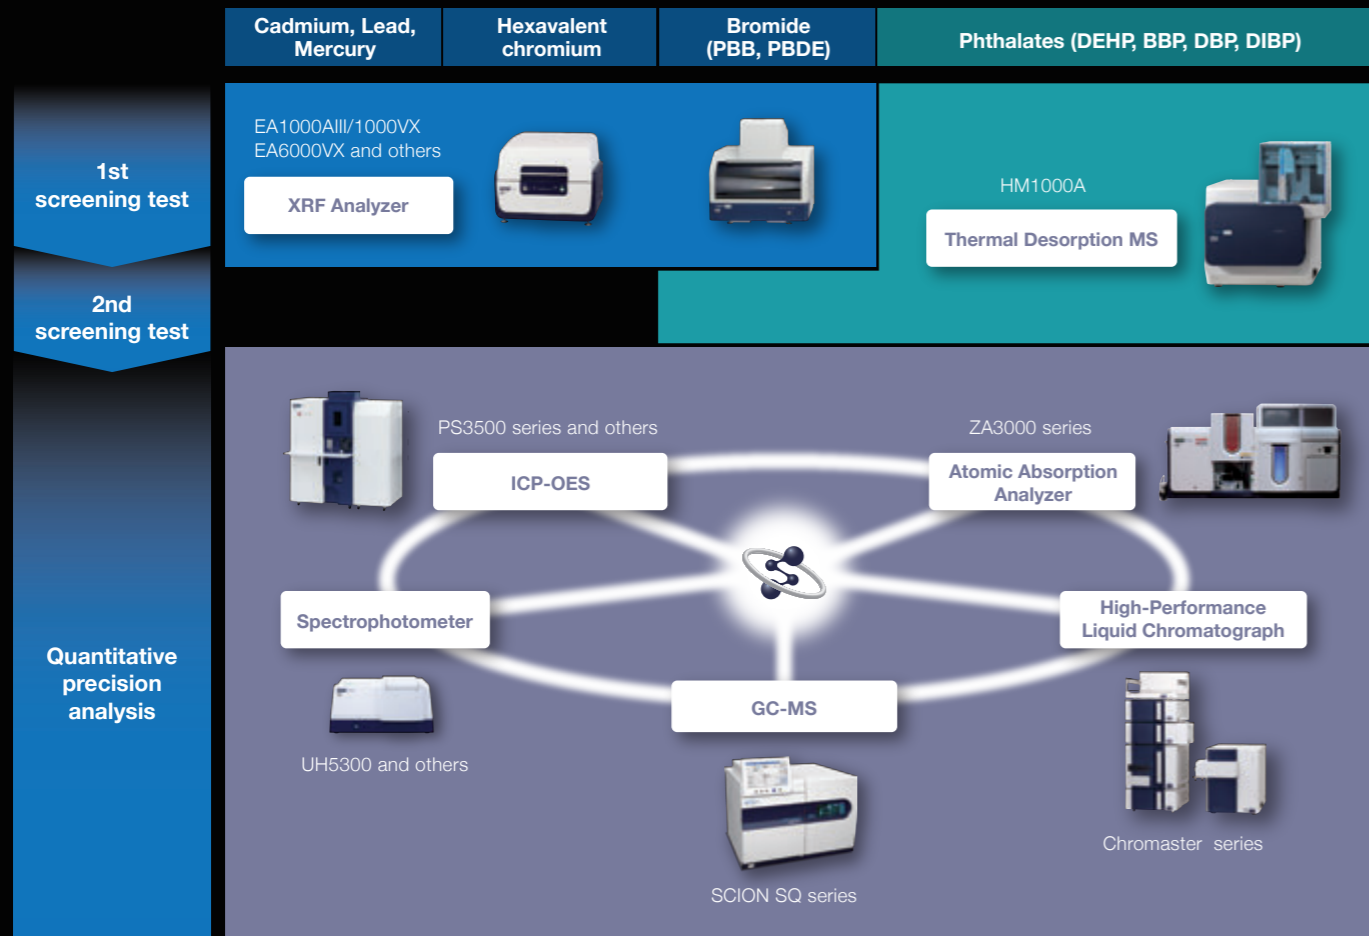 Cadmium, Lead,
Mercury
Hexavalent
chromium
Bromide
(PBB, PBDE)
Phthalates (DEHP, BBP, DBP, DIBP)
1st
screening test
EA1000AIII/1000VX
EA6000VX and others
XRF Analyzer
HM1000A
Thermal Desorption MS
2nd
screening test
Quantitative
precision
analysis
PS3500 series and others
ICP-OES
ZA3000 series
Atomic Absorption
Analyzer
Spectrophotometer
UH5300 and others
High-Performance
Liquid Chromatograph
Chromaster series
GC-MS
SCION SQ series